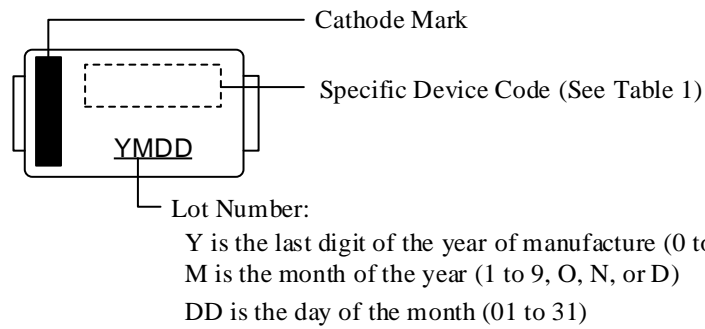 Cathode Mark
Specific Device Code (See Table 1)
YMDD
Lot Number:
Y is the last digit of the year of manufacture (0 to
M is the month of the year (1 to 9, O, N, or D)
DD is the day of the month (01 to 31)